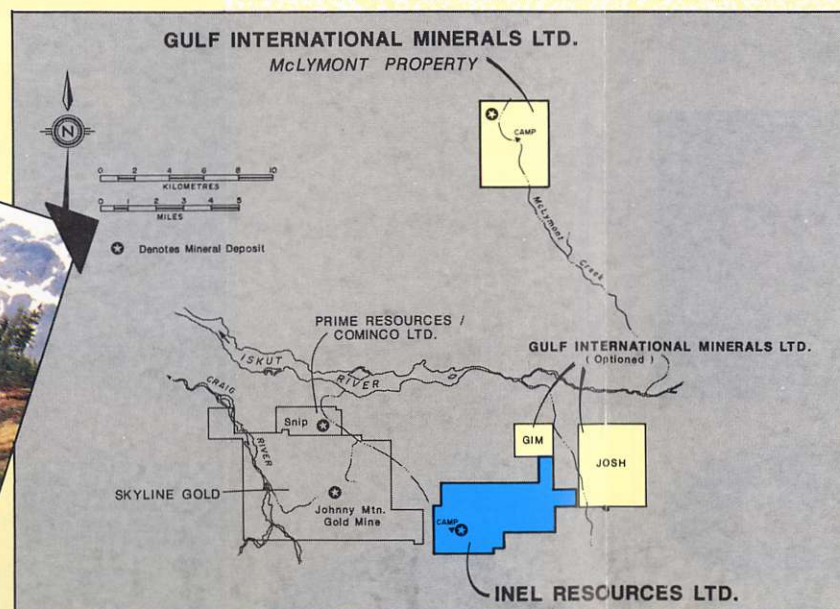 GULF INTERNATIONAL MINERALS LTD.
McLYMONT PROPERTY
N
0 2 4 6 8 10
KILOMETRES
0 1 2 3 4 5
MILES
Denotes Mineral Deposit
CAMP
McLymont Creek
PRIME RESOURCES /
COMINCO LTD.
ISKUT RIVER
GULF INTERNATIONAL MINERALS LTD.
( Optioned )
CRAIG RIVER
Snip
GIM
JOSH
SKYLINE GOLD
Johnny Mtn.
Gold Mine
CAMP
INEL RESOURCES LTD.